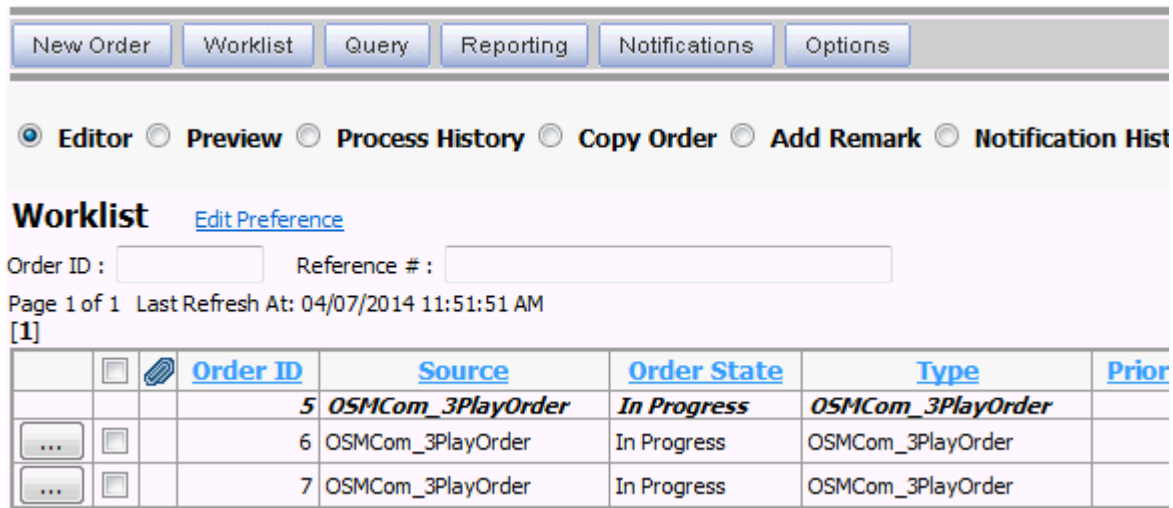 New Order Worklist Query Reporting Notifications Options
Editor Preview Process History Copy Order Add Remark Notification Hist
Worklist Edit Preference
Order ID : Reference # :
Page 1 of 1 Last Refresh At: 04/07/2014 11:51:51 AM
[1]
Order ID Source Order State Type Prior
5 OSMCom_3PlayOrder In Progress OSMCom_3PlayOrder
... 6 OSMCom_3PlayOrder In Progress OSMCom_3PlayOrder
... 7 OSMCom_3PlayOrder In Progress OSMCom_3PlayOrder